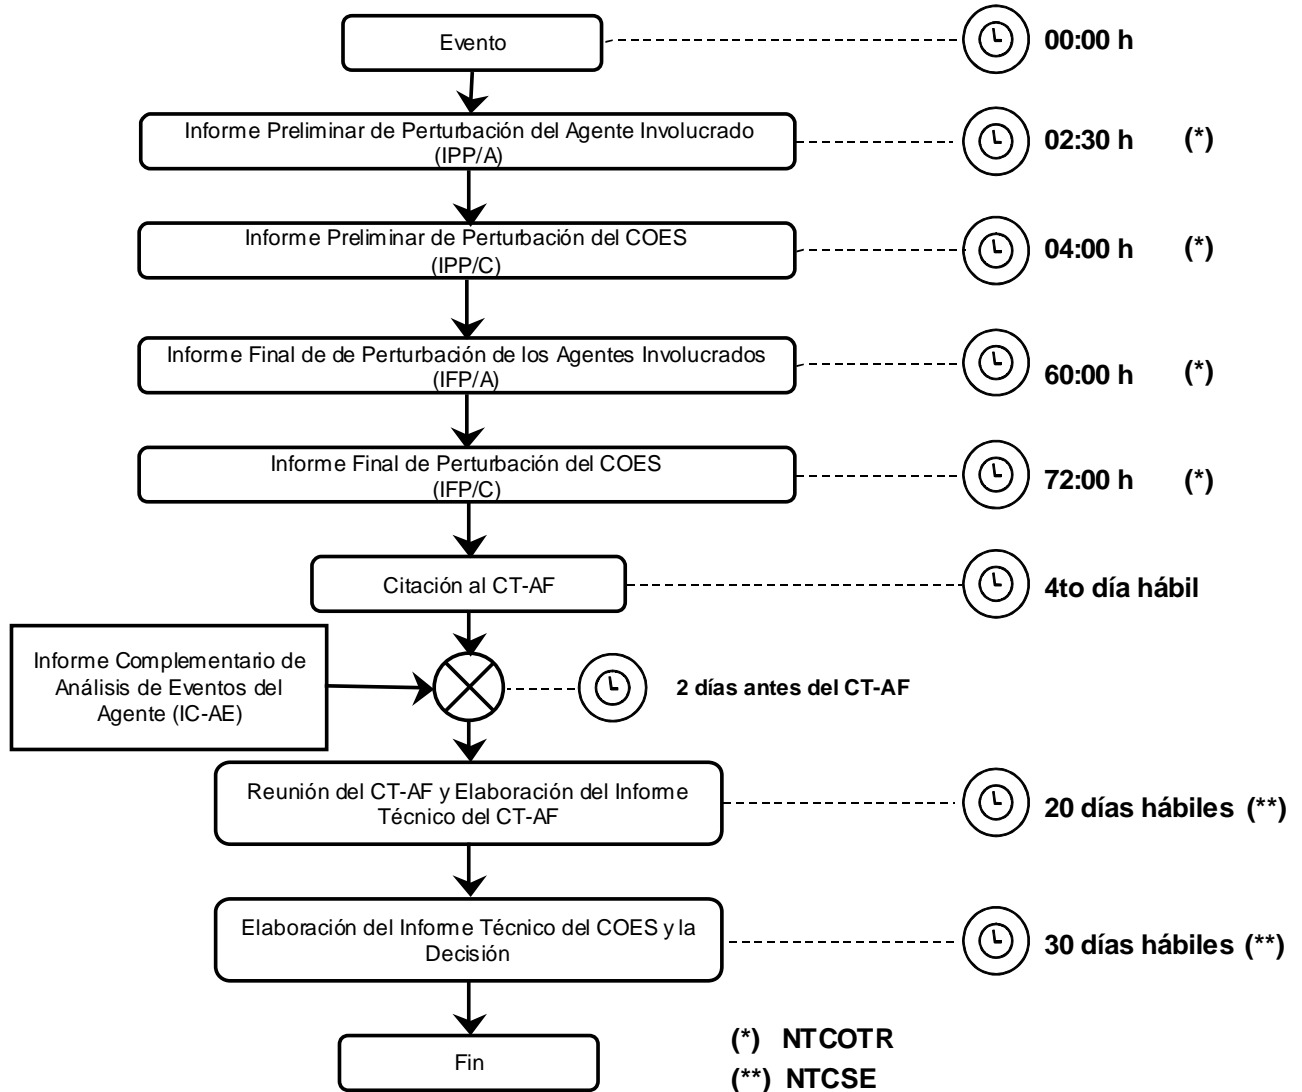 Evento
00:00 h
Informe Preliminar de Perturbación del Agente Involucrado
(IPP/A)
02:30 h (*)
Informe Preliminar de Perturbación del COES
(IPP/C)
04:00 h (*)
Informe Final de de Perturbación de los Agentes Involucrados
(IFP/A)
60:00 h (*)
Informe Final de Perturbación del COES
(IFP/C)
72:00 h (*)
Citación al CT-AF
4to día hábil
Informe Complementario de
Análisis de Eventos del
Agente (IC-AE)
2 días antes del CT-AF
Reunión del CT-AF y Elaboración del Informe
Técnico del CT-AF
20 días hábiles (**)
Elaboración del Informe Técnico del COES y la
Decisión
30 días hábiles (**)
Fin
(*) NTCOTR
(**) NTCSE